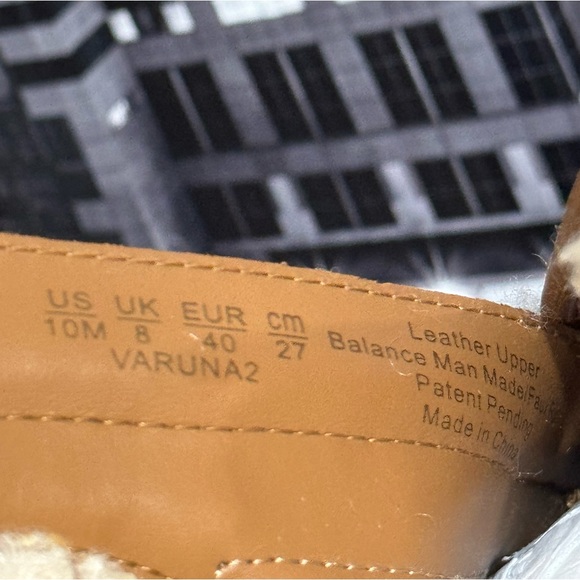 US UK EUR cm
10M 8 40 27
VARUNA2
Leather Upper
Balance Man Made/
Patent Pending
Made in China